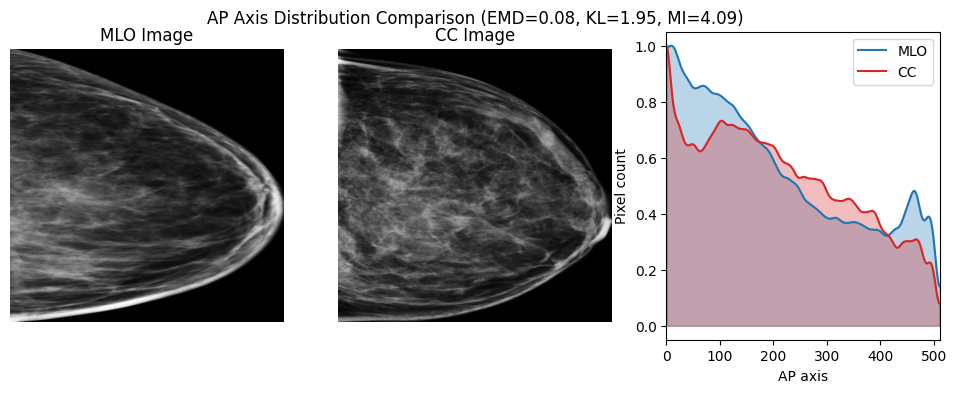 AP Axis Distribution Comparison (EMD=0.08, KL=1.95, MI=4.09)
MLO Image
CC Image
MLO
CC
Pixel count
1.0
0.8
0.6
0.4
0.2
0.0
0 100 200 300 400 500
AP axis